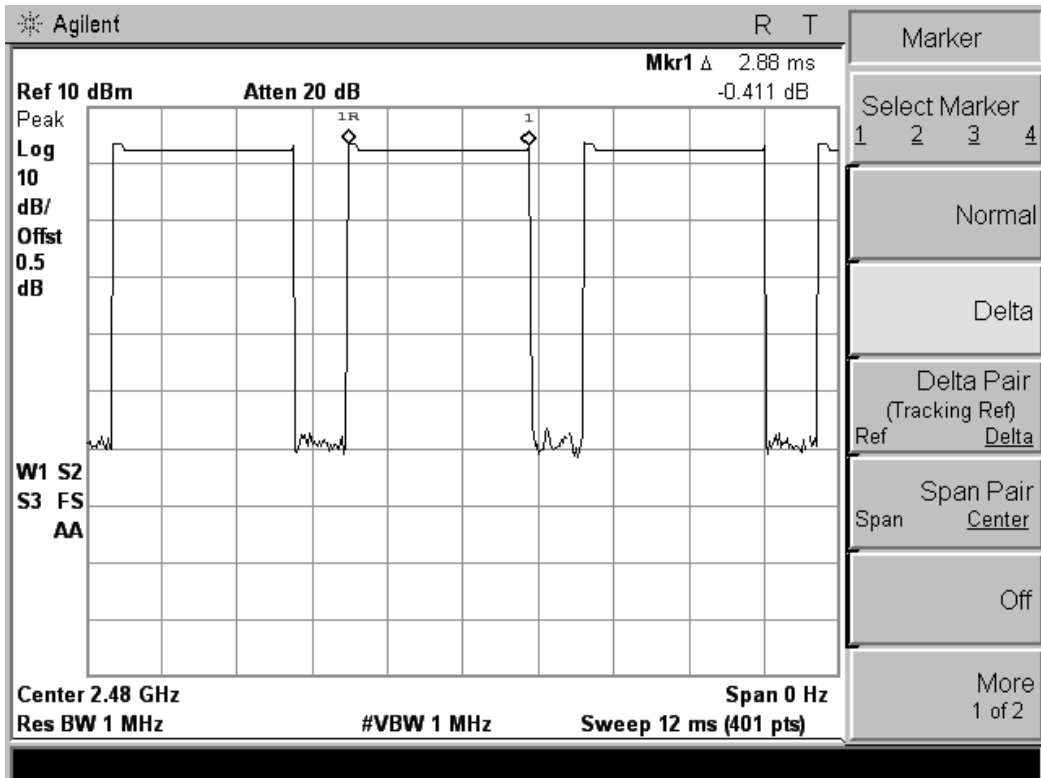 Agilent
R T
Mkr1 Δ 2.88 ms
Ref 10 dBm Atten 20 dB -0.411 dB
Peak
Log
10
dB/
Offst
0.5
dB
1R 1
W1 S2
S3 FS
AA
Center 2.48 GHz Span 0 Hz
Res BW 1 MHz #VBW 1 MHz Sweep 12 ms (401 pts)
Marker
Select Marker
1 2 3 4
Normal
Delta
Delta Pair
(Tracking Ref)
Ref Delta
Span Pair
Span Center
Off
More
1 of 2